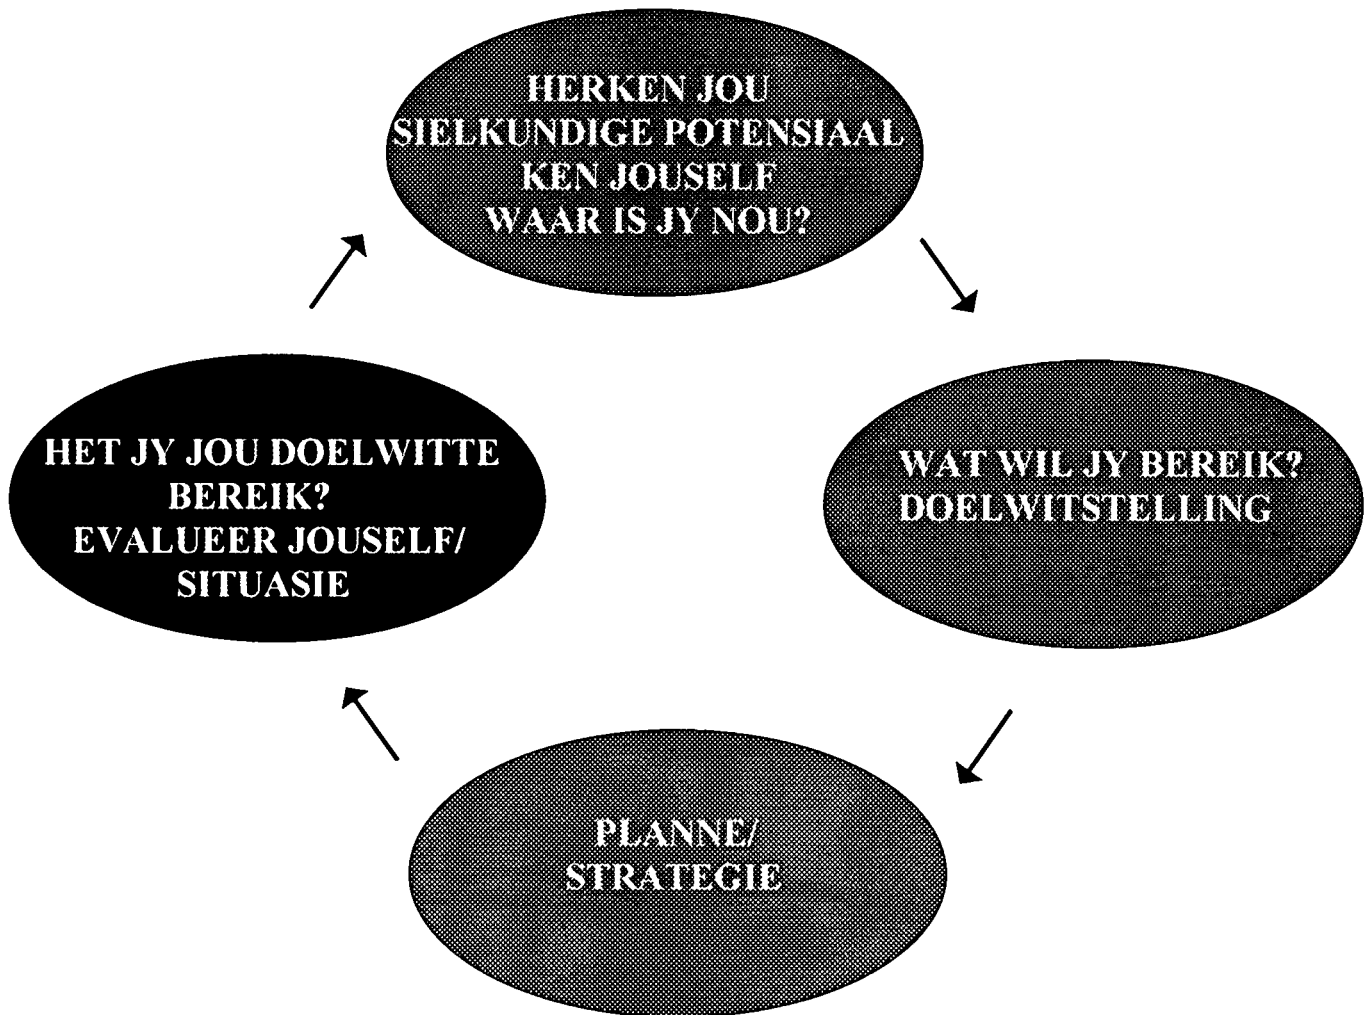 HERKEN JOU
SIELKUNDIGE POTENSIAAL
KEN JOUSELF
WAAR IS JY NOU?
WAT WIL JY BEREIK?
DOELWITSTELLING
PLANNE/
STRATEGIE
HET JY JOU DOELWITTE
BEREIK?
EVALUEER JOUSELF/
SITUASIE